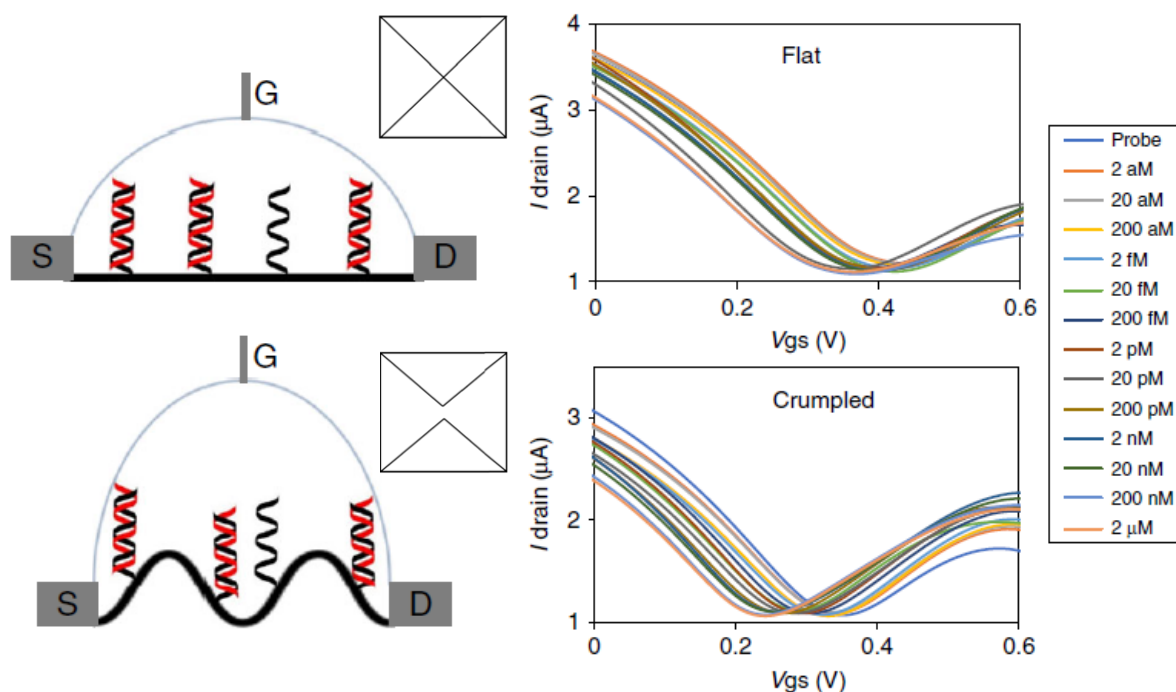 G
S
D
G
S
D
Flat
I drain (μA)
4
3
2
1
0
0.2
0.4
0.6
Vgs (V)
Crumpled
I drain (μA)
3
2
1
0
0.2
0.4
0.6
Vgs (V)
Probe
2 aM
20 aM
200 aM
2 fM
20 fM
200 fM
2 pM
20 pM
200 pM
2 nM
20 nM
200 nM
2 μM